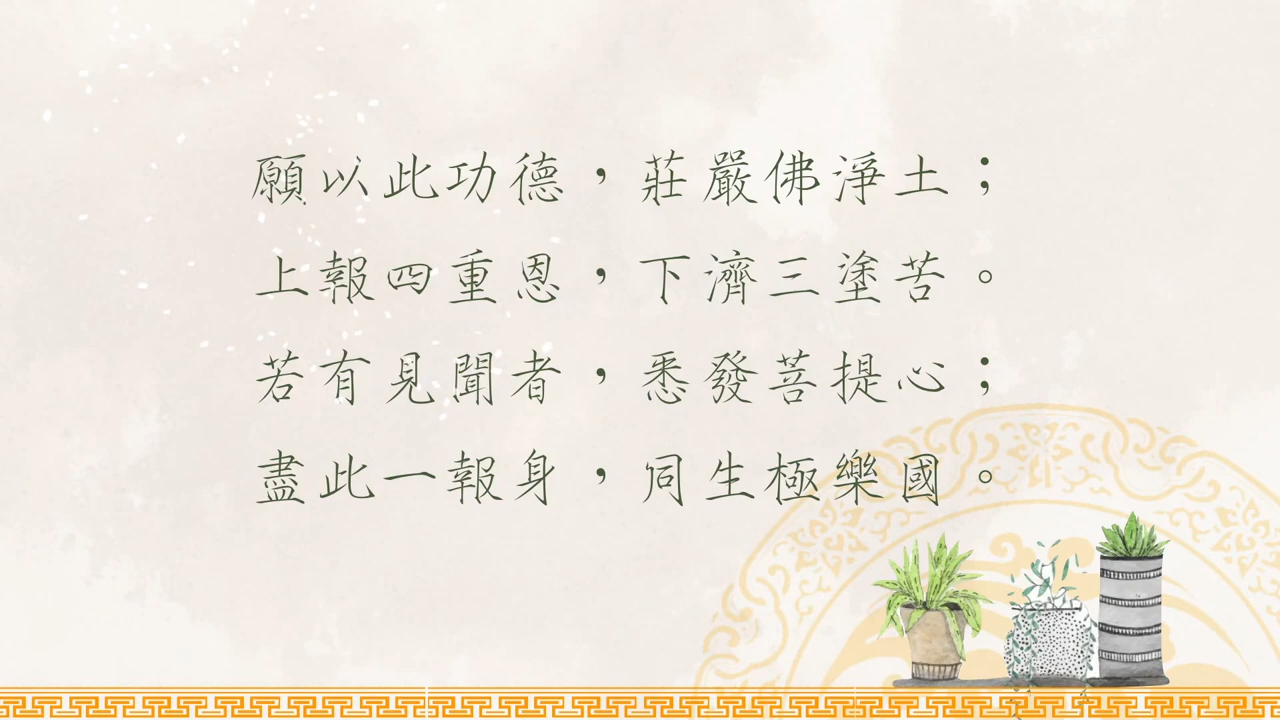 願以此功德，莊嚴佛淨土；
上報四重恩，下濟三塗苦。
若有見聞者，悉發菩提心；
盡此一報身，同生極樂國。